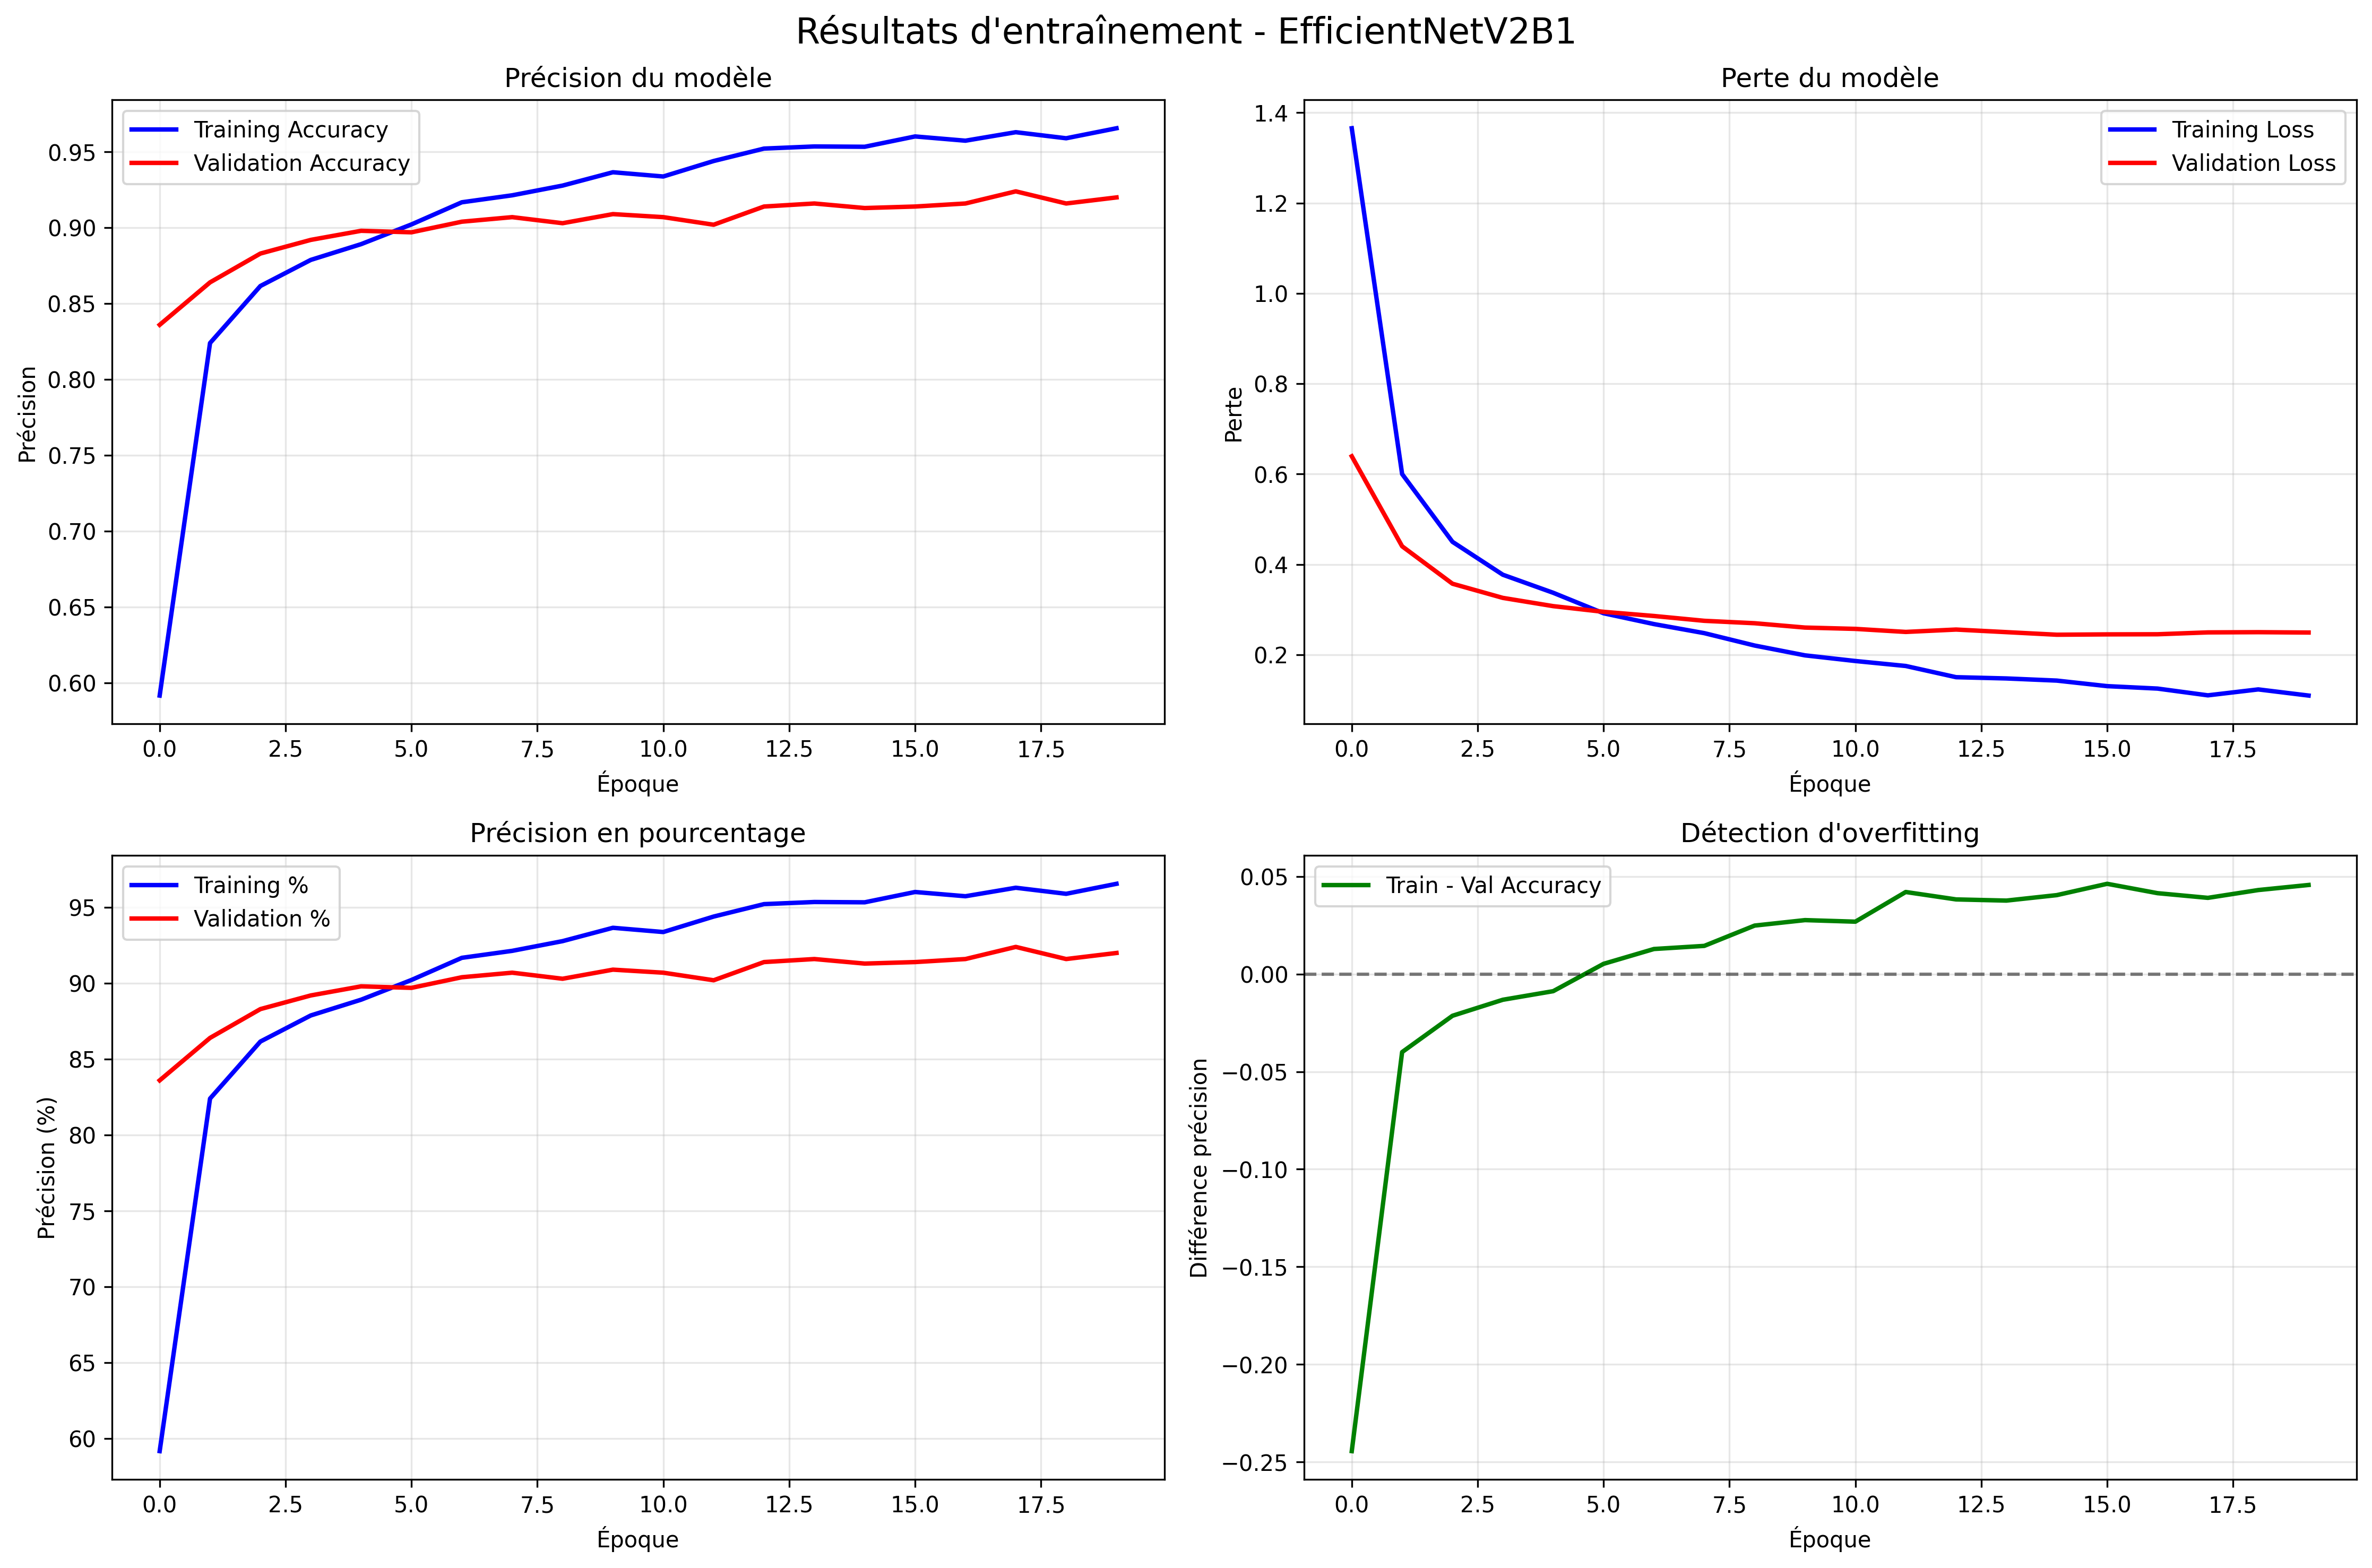 Résultats d'entraînement - EfficientNetV2B1
Précision du modèle
Training Accuracy
Validation Accuracy
Précision
0.95
0.90
0.85
0.80
0.75
0.70
0.65
0.60
0.0 2.5 5.0 7.5 10.0 12.5 15.0 17.5
Époque
Perte du modèle
Training Loss
Validation Loss
Perte
1.4
1.2
1.0
0.8
0.6
0.4
0.2
0.0 2.5 5.0 7.5 10.0 12.5 15.0 17.5
Époque
Précision en pourcentage
Training %
Validation %
Précision (%)
95
90
85
80
75
70
65
60
0.0 2.5 5.0 7.5 10.0 12.5 15.0 17.5
Époque
Détection d'overfitting
Train - Val Accuracy
Différence précision
0.05
0.00
−0.05
−0.10
−0.15
−0.20
−0.25
0.0 2.5 5.0 7.5 10.0 12.5 15.0 17.5
Époque